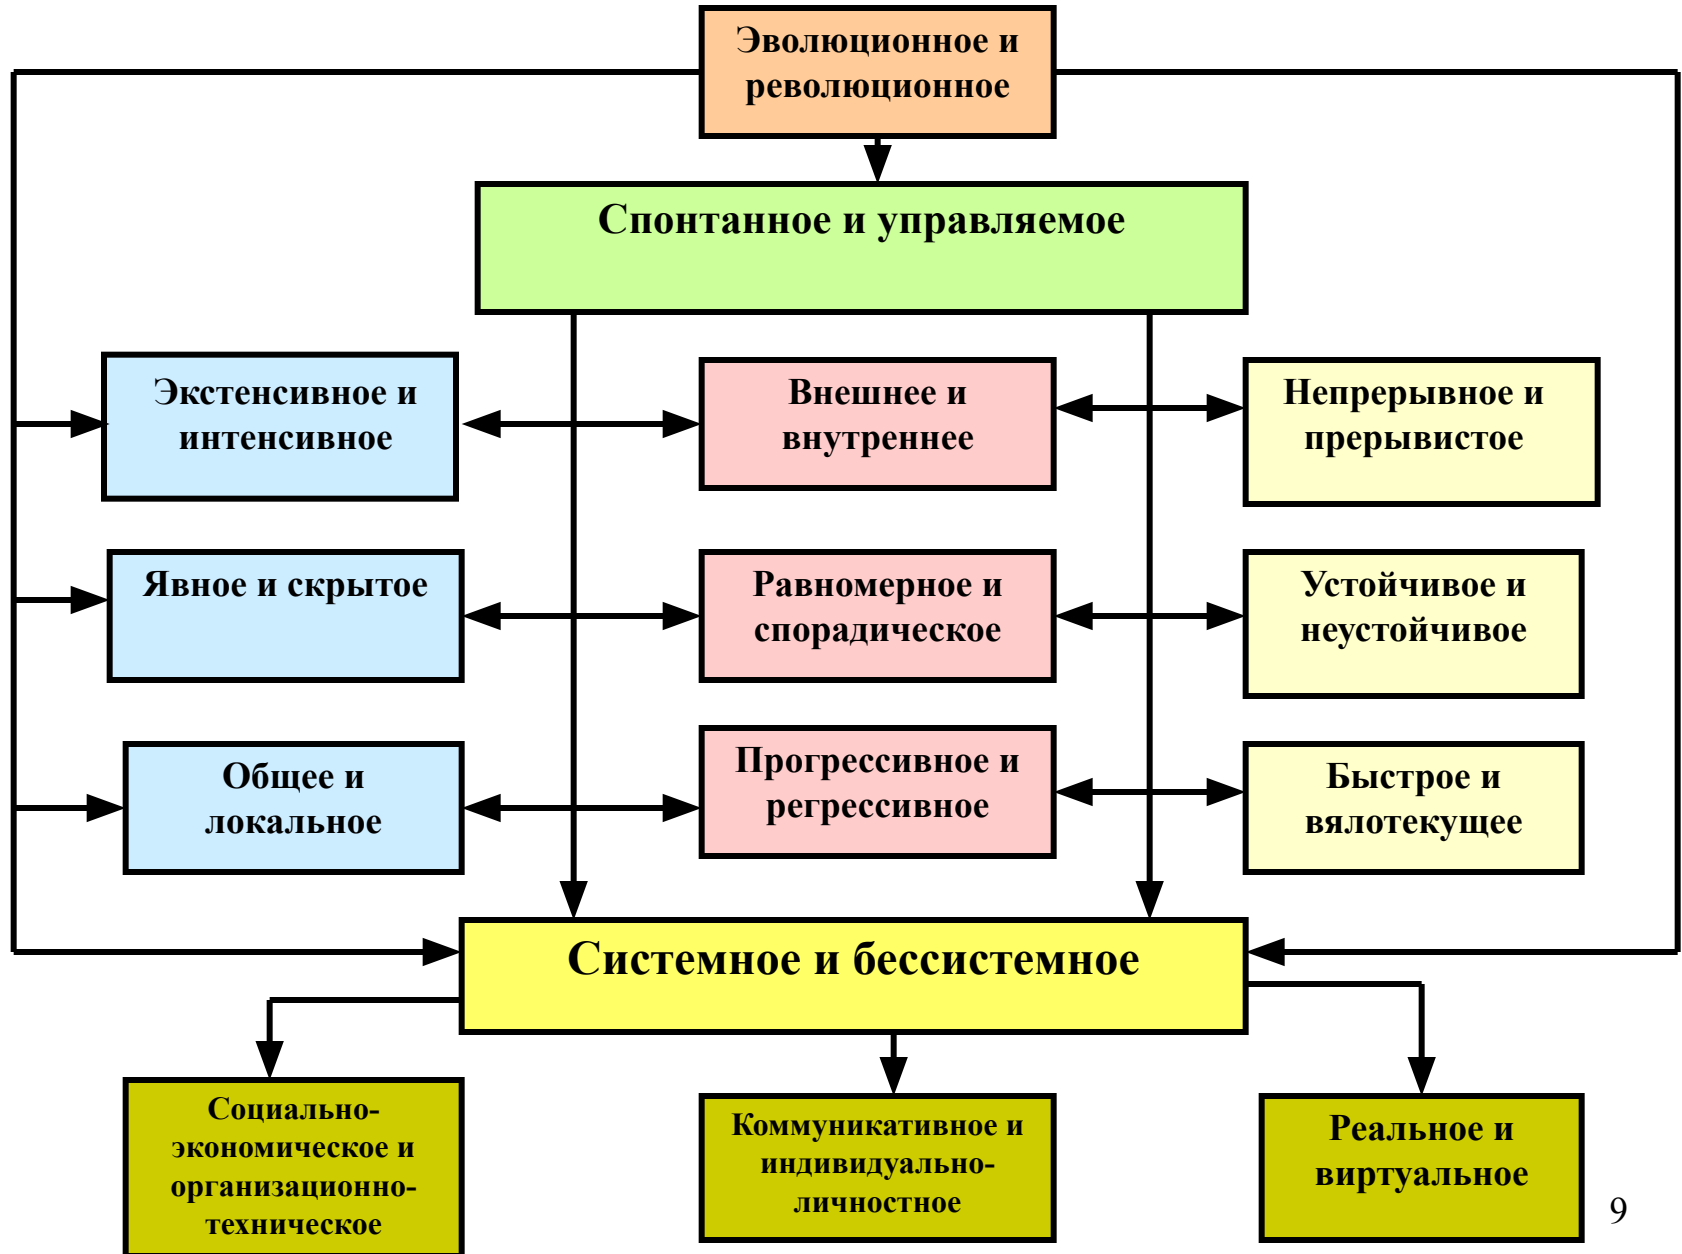 Эволюционное и
революционное
Спонтанное и управляемое
Экстенсивное и
интенсивное
Внешнее и
внутреннее
Непрерывное и
прерывистое
Явное и скрытое
Равномерное и
спорадическое
Устойчивое и
неустойчивое
Общее и
локальное
Прогрессивное и
регрессивное
Быстрое и
вялотекущее
Системное и бессистемное
Социально-
экономическое и
организационно-
техническое
Коммуникативное и
индивидуально-
личностное
Реальное и
виртуальное
9